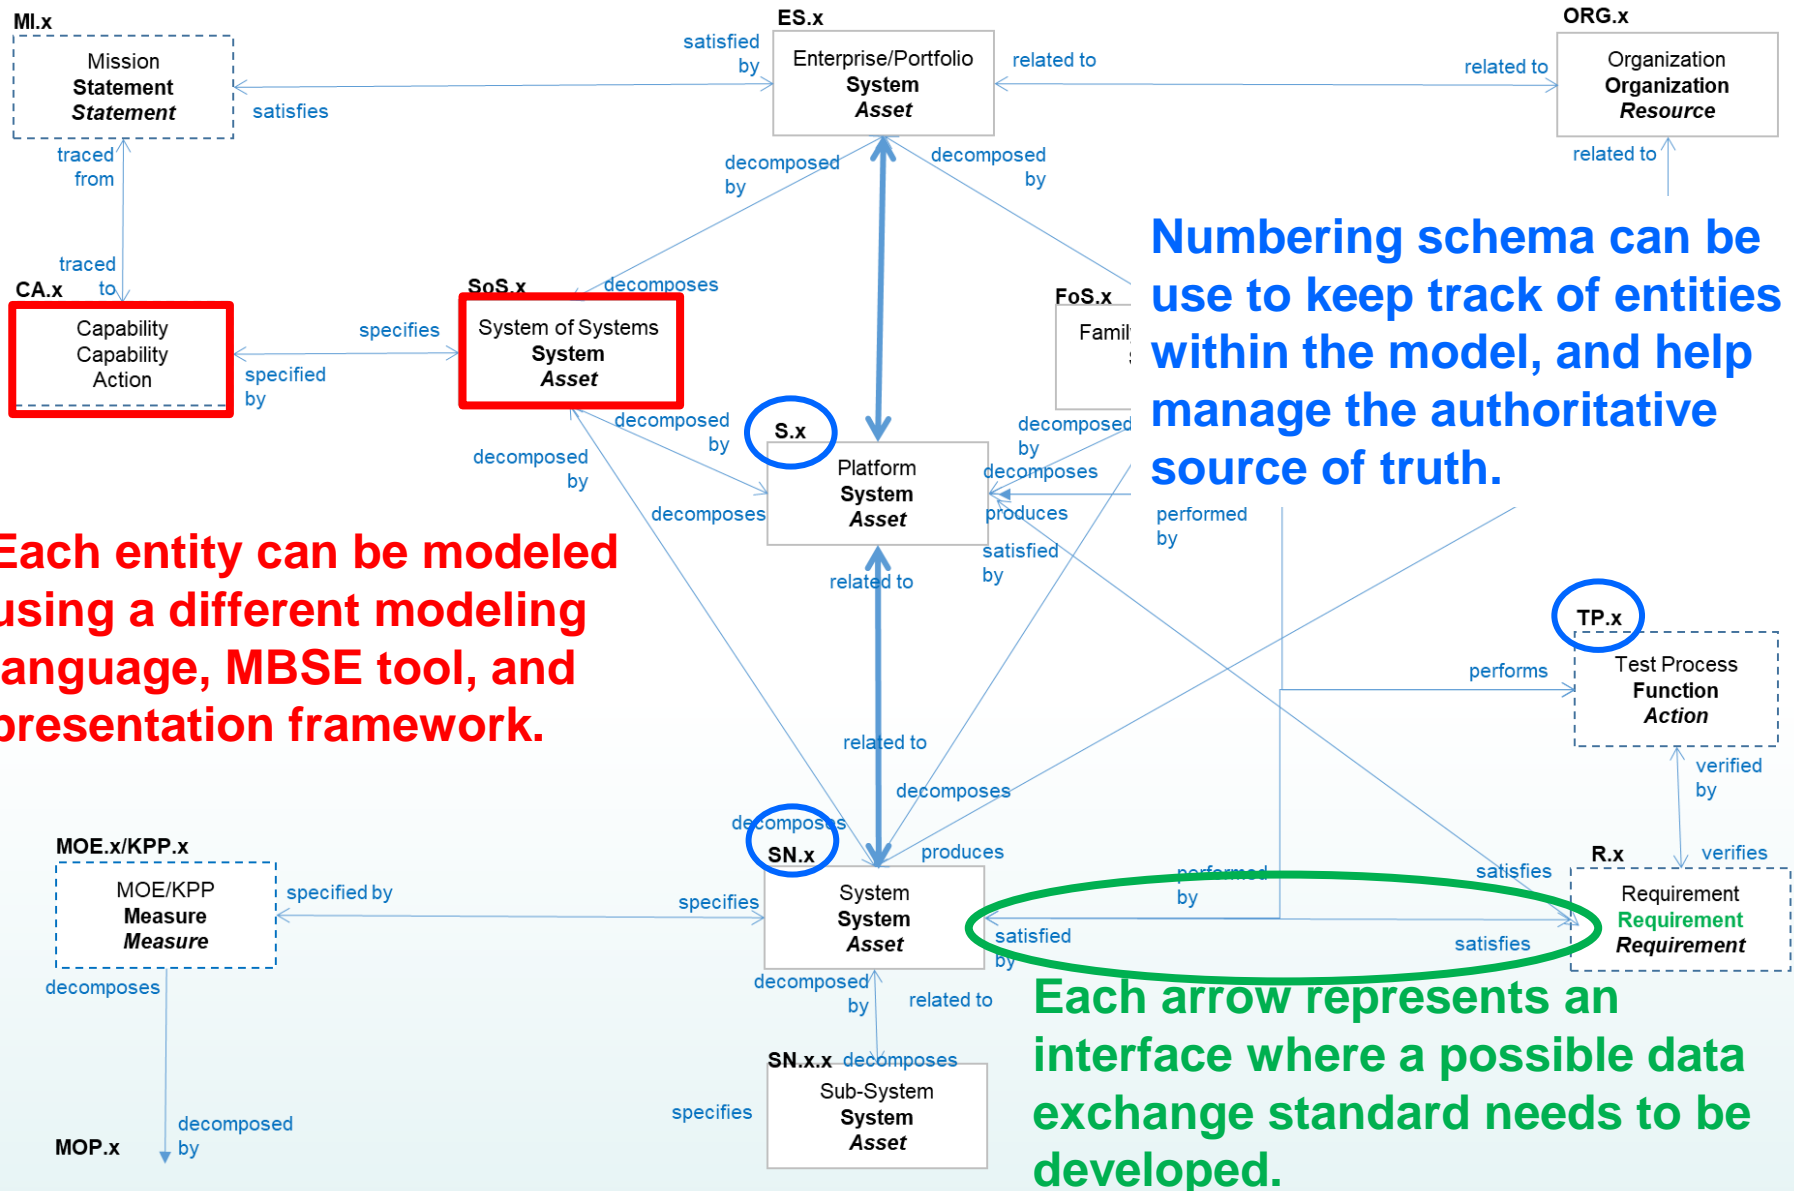 MI.x
Mission
Statement
Statement
satisfied
by
satisfies
ES.x
Enterprise/Portfolio
System
Asset
related to
related to
ORG.x
Organization
Organization
Resource
related to
traced
from
traced
to
decomposed
by
decomposed
by
decomposes
CA.x
Capability
Capability
Action
specifies
specified
by
SoS.x
System of Systems
System
Asset
FoS.x
Famil
Numbering schema can be
use to keep track of entities
within the model, and help
manage the authoritative
source of truth.
decomposed
by
decomposed
by
decomposes
S.x
Platform
System
Asset
decomposed
by
decomposes
produces
satisfied
by
performed
by
related to
Each entity can be modeled
using a different modeling
language, MBSE tool, and
presentation framework.
related to
decomposes
decomposes
produces
TP.x
Test Process
Function
Action
performs
verified
by
verifies
MOE.x/KPP.x
MOE/KPP
Measure
Measure
specified by
specifies
decomposes
SN.x
System
System
Asset
performed
by
satisfied
by
satisfies
satisfies
R.x
Requirement
Requirement
Requirement
decomposed
by
related to
Each arrow represents an
interface where a possible data
exchange standard needs to be
developed.
SN.x.x
decomposes
Sub-System
System
Asset
specifies
decomposed
by
MOP.x